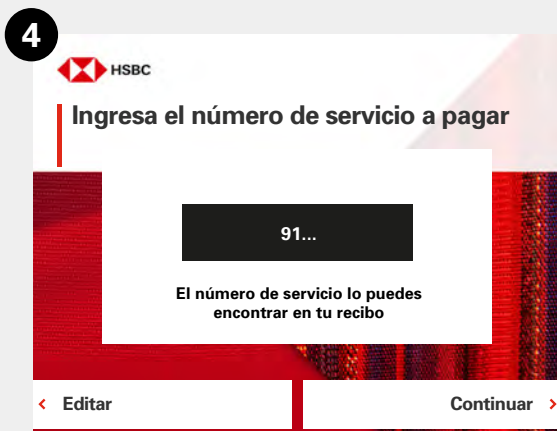 4
HSBC
Ingresa el número de servicio a pagar
91...
El número de servicio lo puedes
encontrar en tu recibo
< Editar
Continuar >